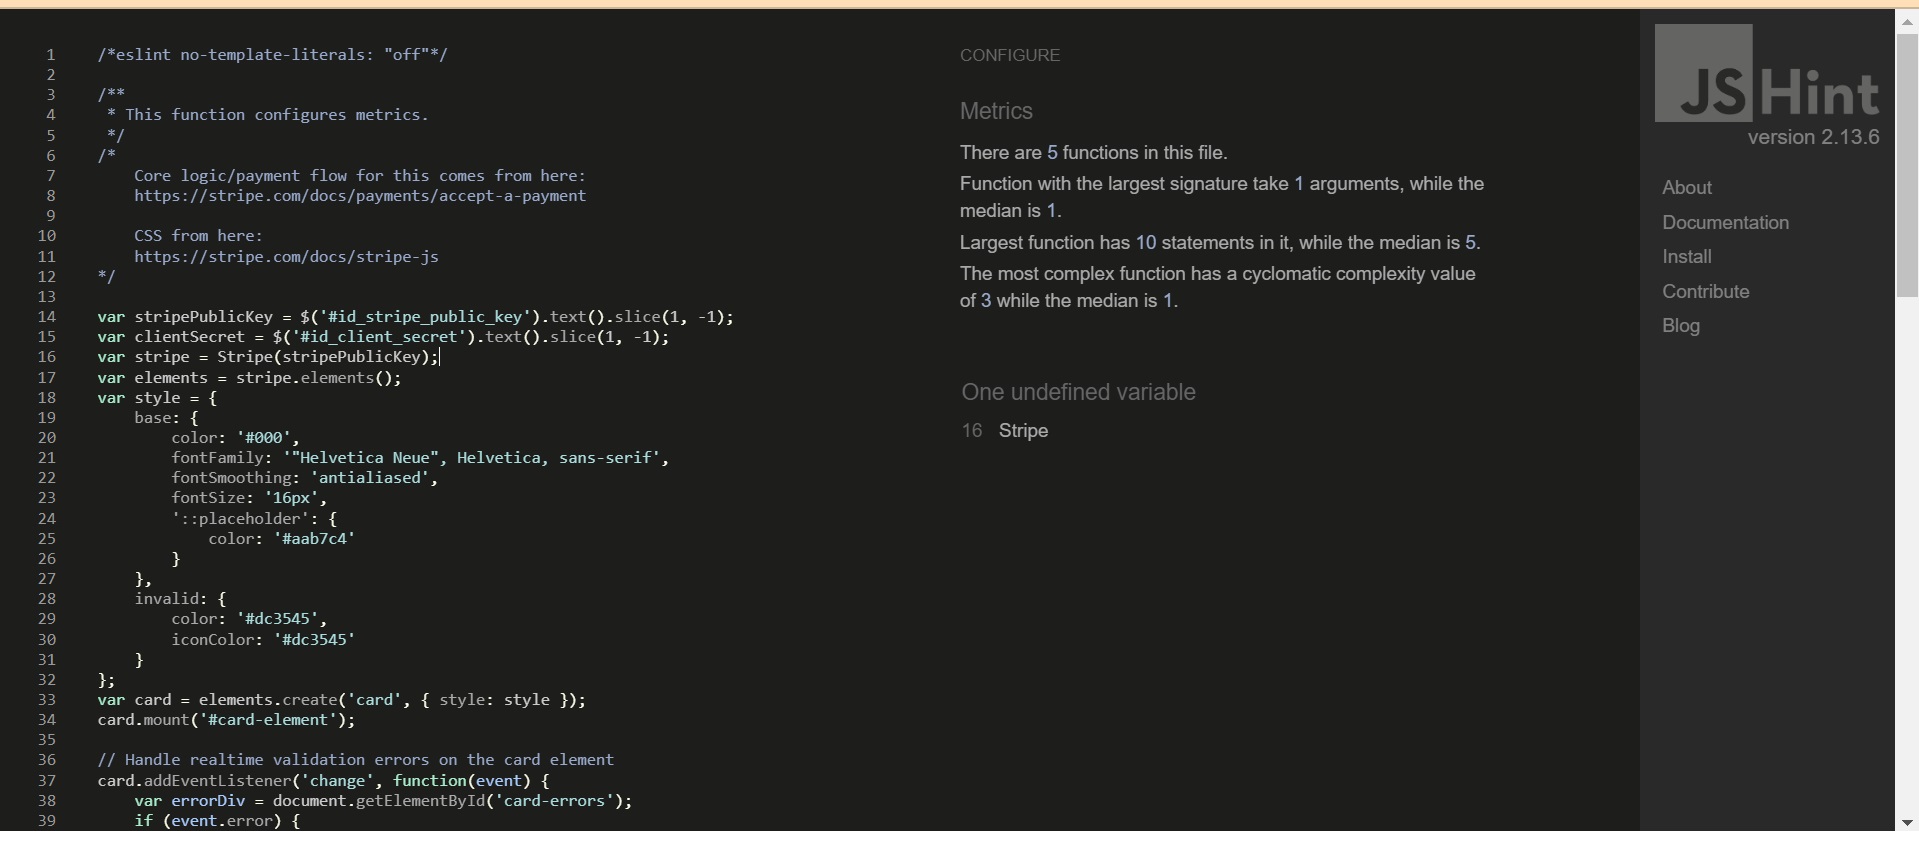 1 /*eslint no-template-literals: "off"*/
2
3 /**
4 * This function configures metrics.
5 */
6 /*
7 Core logic/payment flow for this comes from here:
8 https://stripe.com/docs/payments/accept-a-payment
9
10 CSS from here:
11 https://stripe.com/docs/stripe-js
12 */
13
14 var stripePublicKey = $('#id_stripe_public_key').text().slice(1, -1);
15 var clientSecret = $('#id_client_secret').text().slice(1, -1);
16 var stripe = Stripe(stripePublicKey);
17 var elements = stripe.elements();
18 var style = {
19 base: {
20 color: '#000',
21 fontFamily: '"Helvetica Neue", Helvetica, sans-serif',
22 fontSmoothing: 'antialiased',
23 fontSize: '16px',
24 '::placeholder': {
25 color: '#aab7c4'
26 }
27 },
28 invalid: {
29 color: '#dc3545',
30 iconColor: '#dc3545'
31 }
32 };
33 var card = elements.create('card', { style: style });
34 card.mount('#card-element');
35
36 // Handle realtime validation errors on the card element
37 card.addEventListener('change', function(event) {
38 var errorDiv = document.getElementById('card-errors');
39 if (event.error) {
CONFIGURE
Metrics
There are 5 functions in this file.
Function with the largest signature take 1 arguments, while the
median is 1.
Largest function has 10 statements in it, while the median is 5.
The most complex function has a cyclomatic complexity value
of 3 while the median is 1.
One undefined variable
16 Stripe
JSHint
version 2.13.6
About
Documentation
Install
Contribute
Blog